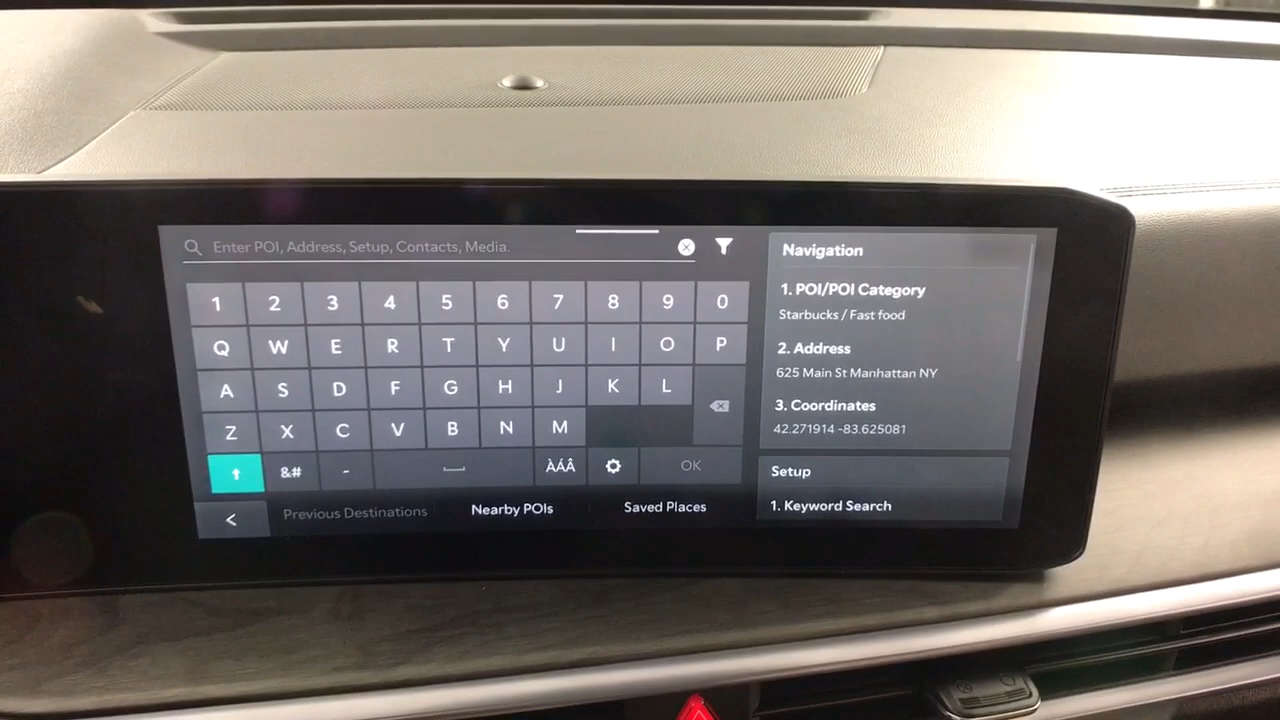 Enter POI, Address, Setup, Contacts, Media.
1 2 3 4 5 6 7 8 9 0
Q W E R T Y U I O P
A S D F G H J K L
Z X C V B N M
&# - ÀÁÂ OK
< Previous Destinations Nearby POIs Saved Places
Navigation
1. POI/POI Category
Starbucks / Fast food
2. Address
625 Main St Manhattan NY
3. Coordinates
42.271914 -83.625081
Setup
1. Keyword Search